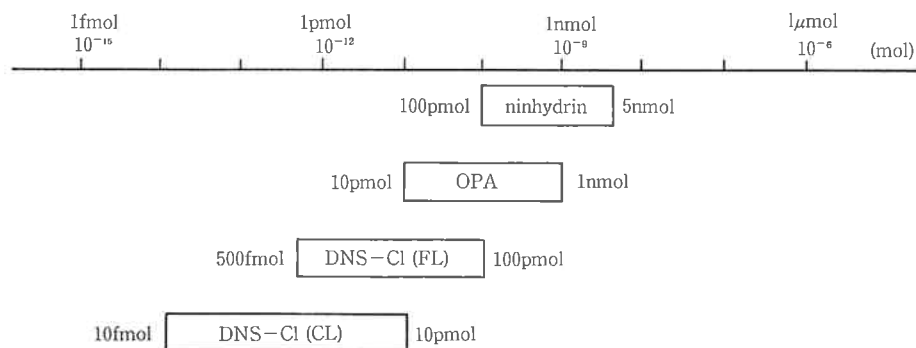 1fmol 1pmol 1nmol 1μmol
10⁻¹⁵ 10⁻¹² 10⁻⁹ 10⁻⁶ (mol)
100pmol ninhydrin 5nmol
10pmol OPA 1nmol
500fmol DNS-Cl (FL) 100pmol
10fmol DNS-Cl (CL) 10pmol